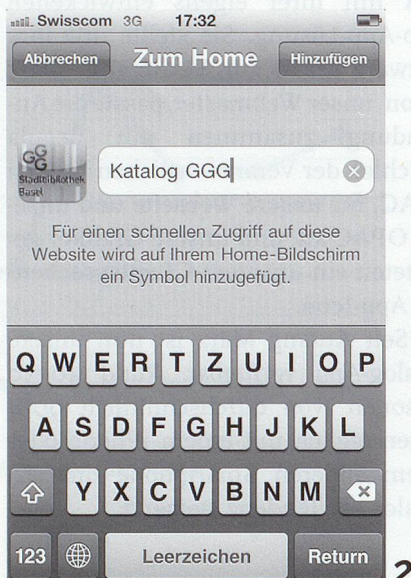 Swisscom 3G 17:32
Abbrechen Zum Home Hinzufügen
GGG
Stadtbibliothek
Basel
Katalog GGG
Für einen schnellen Zugriff auf diese
Website wird auf Ihrem Home-Bildschirm
ein Symbol hinzugefügt.
Q W E R T Z U I O P
A S D F G H J K L
Y X C V B N M
123 Leerzeichen Return
2